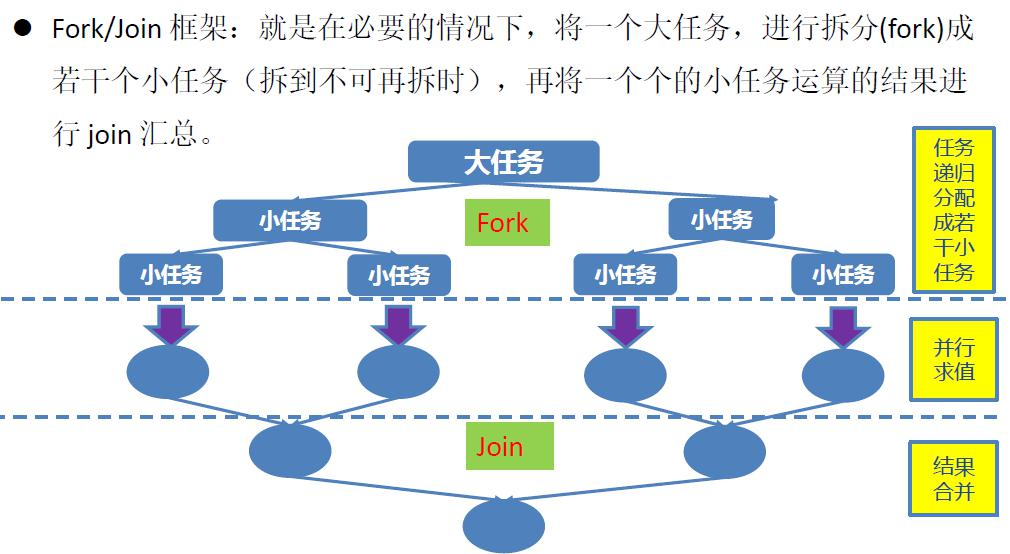 ● Fork/Join 框架：就是在必要的情况下，将一个大任务，进行拆分(fork)成
若干个小任务（拆到不可再拆时），再将一个个的小任务运算的结果进
行 join 汇总。
大任务
小任务
Fork
小任务
小任务
小任务
小任务
小任务
任务
递归
分配
成若
干小
任务
并行
求值
Join
结果
合并